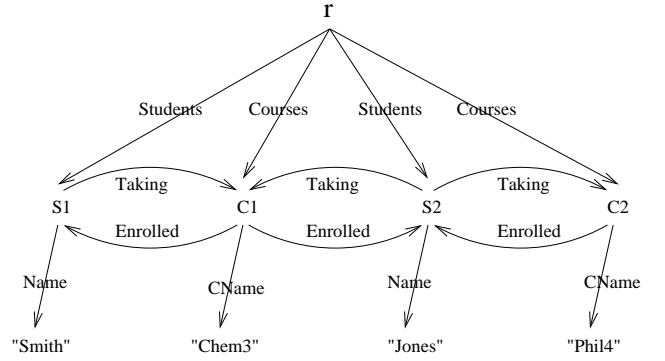 r
Students Courses Students Courses
Taking Taking Taking
S1 C1 S2 C2
Enrolled Enrolled Enrolled
Name CName Name CName
"Smith" "Chem3" "Jones" "Phil4"